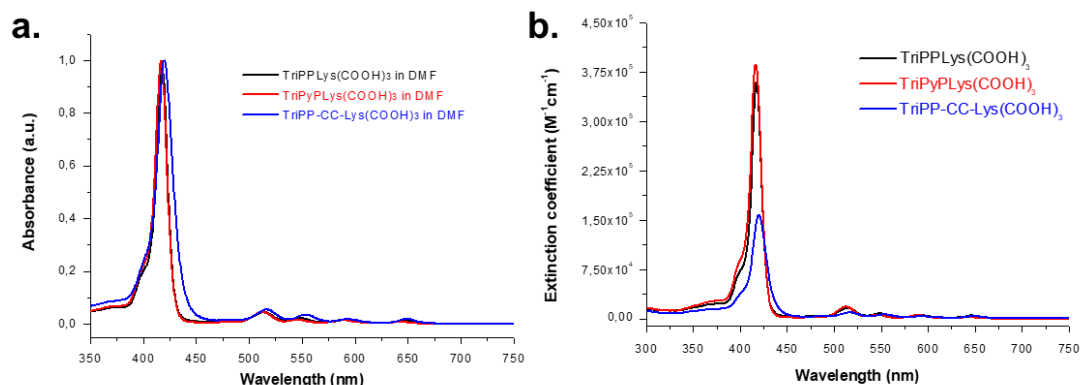 a.
Absorbance (a.u.)
1,0
0,8
0,6
0,4
0,2
0,0
350 400 450 500 550 600 650 700 750
Wavelength (nm)
TriPPLys(COOH)₃ in DMF
TriPyPLys(COOH)₃ in DMF
TriPP-CC-Lys(COOH)₃ in DMF
b.
Extinction coefficient (M⁻¹cm⁻¹)
4,50x10⁵
3,75x10⁵
3,00x10⁵
2,25x10⁵
1,50x10⁵
7,50x10⁴
0,00
300 350 400 450 500 550 600 650 700 750
Wavelength (nm)
TriPPLys(COOH)₃
TriPyPLys(COOH)₃
TriPP-CC-Lys(COOH)₃